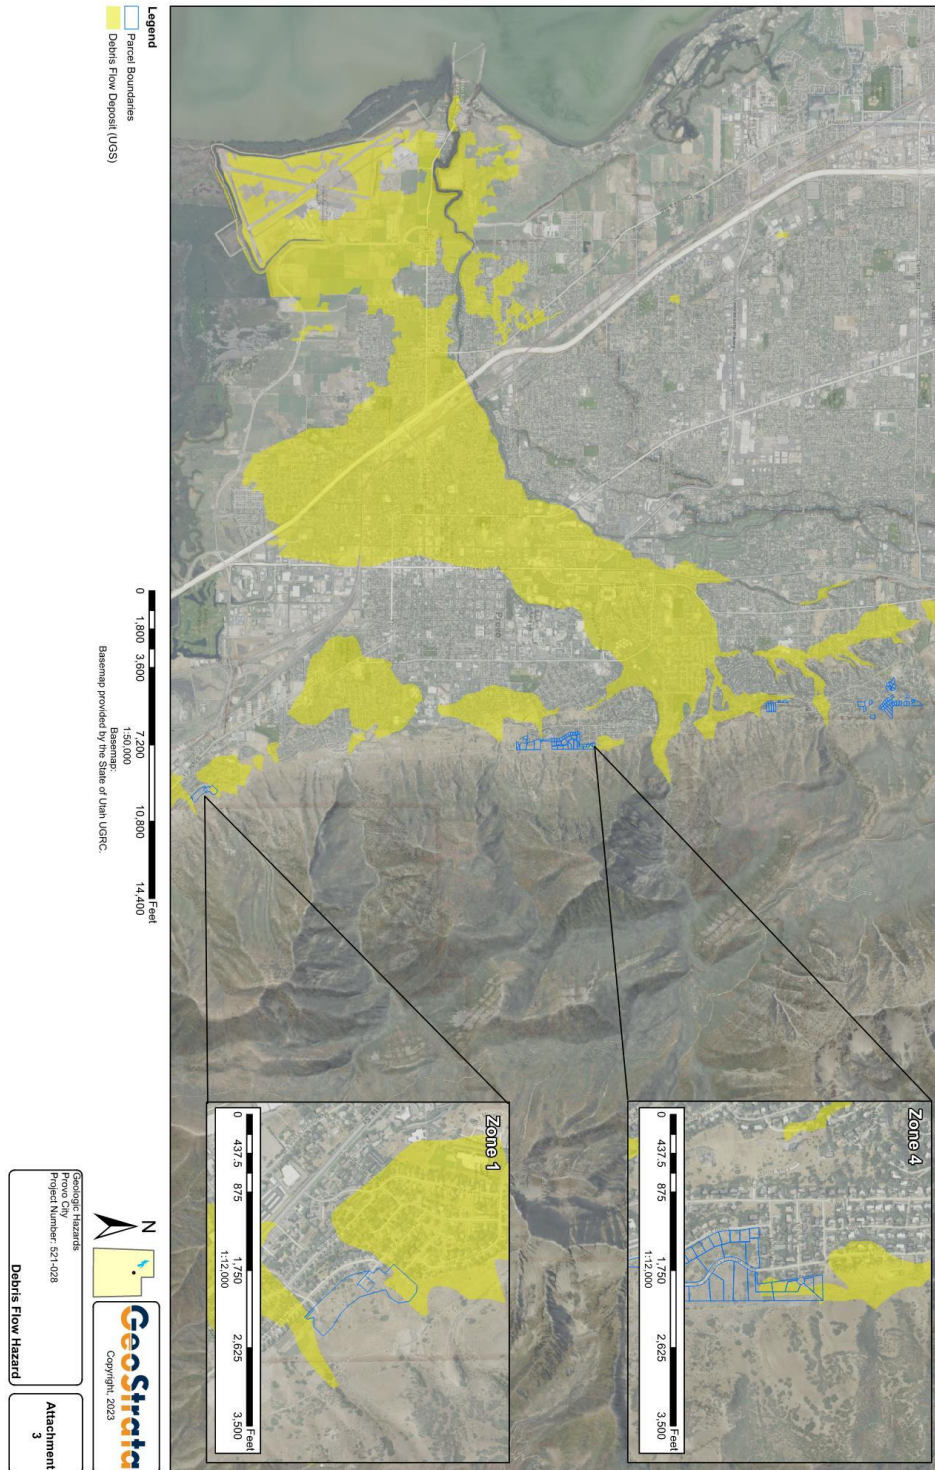 Legend
Parcel Boundaries
Debris Flow Deposit (UGS)
Provo
Zone 4
0 437.5 875 1,750 2,625 3,500
Feet
1:12,000
Zone 1
0 437.5 875 1,750 2,625 3,500
Feet
1:12,000
0 1,800 3,600 7,200 10,800 14,400
Feet
1:50,000
Basemap:
Basemap provided by the State of Utah UGRC.
N
GeoStrata
Copyright, 2023
Geologic Hazards
Provo City
Project Number: 521-028
Debris Flow Hazard
Attachment
3